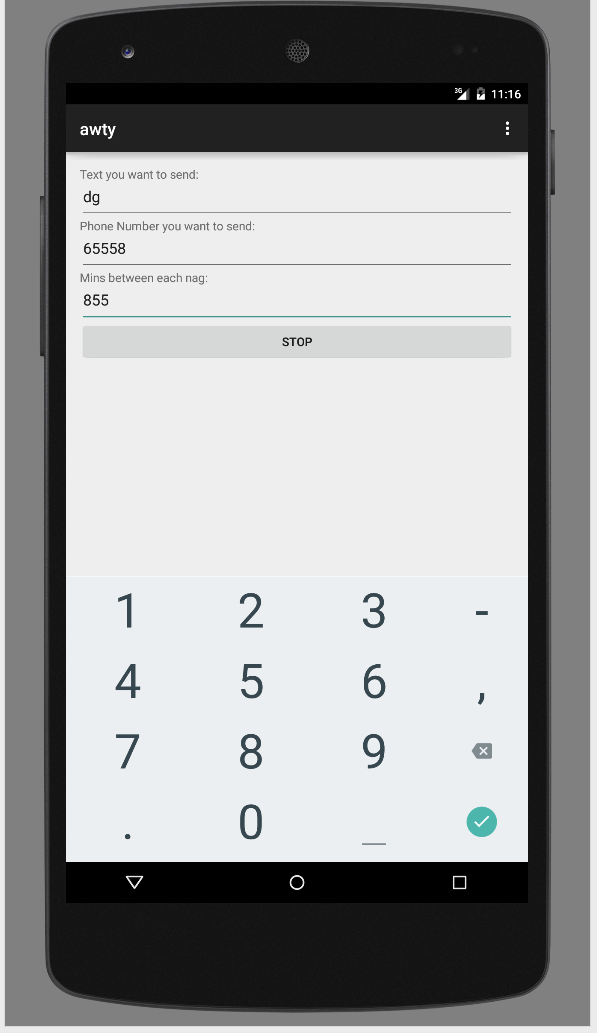 3G 11:16
awty
Text you want to send:
dg
Phone Number you want to send:
65558
Mins between each nag:
855
STOP
1 2 3 -
4 5 6 ,
7 8 9
. 0 _